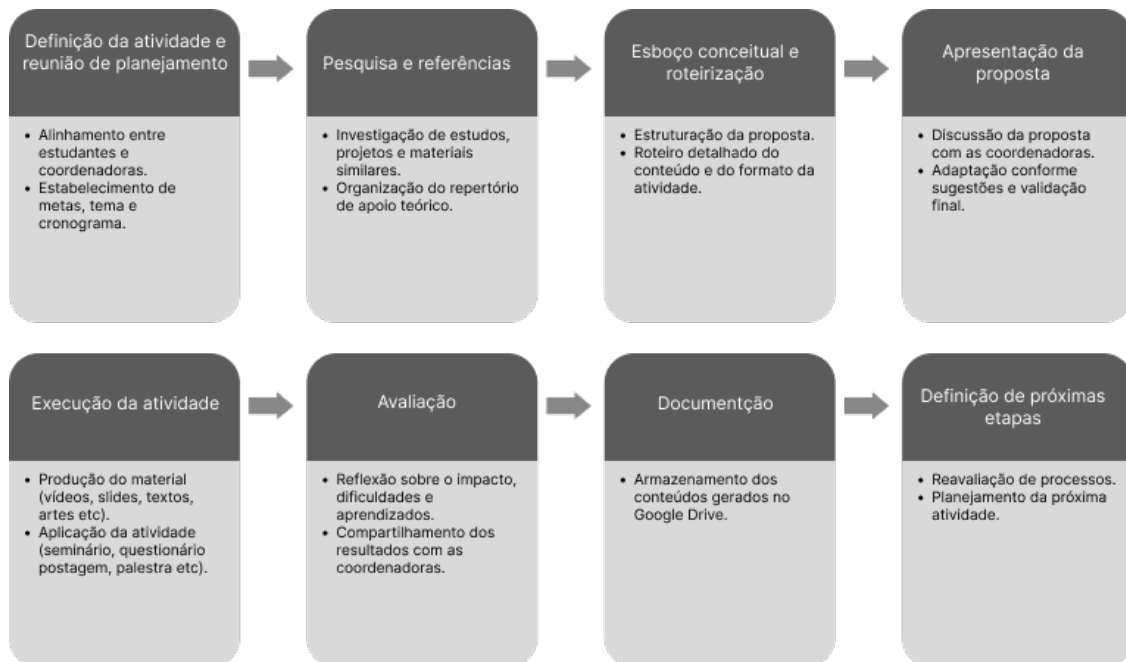 Definição da atividade e
reunião de planejamento
• Alinhamento entre
estudantes e
coordenadoras.
• Estabelecimento de
metas, tema e
cronograma.
Pesquisa e referências
• Investigação de estudos,
projetos e materiais
similares.
• Organização do repertório
de apoio teórico.
Esboço conceitual e
roteirização
• Estruturação da proposta.
• Roteiro detalhado do
conteúdo e do formato da
atividade.
Apresentação da
proposta
• Discussão da proposta
com as coordenadoras.
• Adaptação conforme
sugestões e validação
final.
Execução da atividade
• Produção do material
(vídeos, slides, textos,
artes etc).
• Aplicação da atividade
(seminário, questionário
postagem, palestra etc).
Avaliação
• Reflexão sobre o impacto,
dificuldades e
aprendizados.
• Compartilhamento dos
resultados com as
coordenadoras.
Documentção
• Armazenamento dos
conteúdos gerados no
Google Drive.
Definição de próximas
etapas
• Reavaliação de processos.
• Planejamento da próxima
atividade.